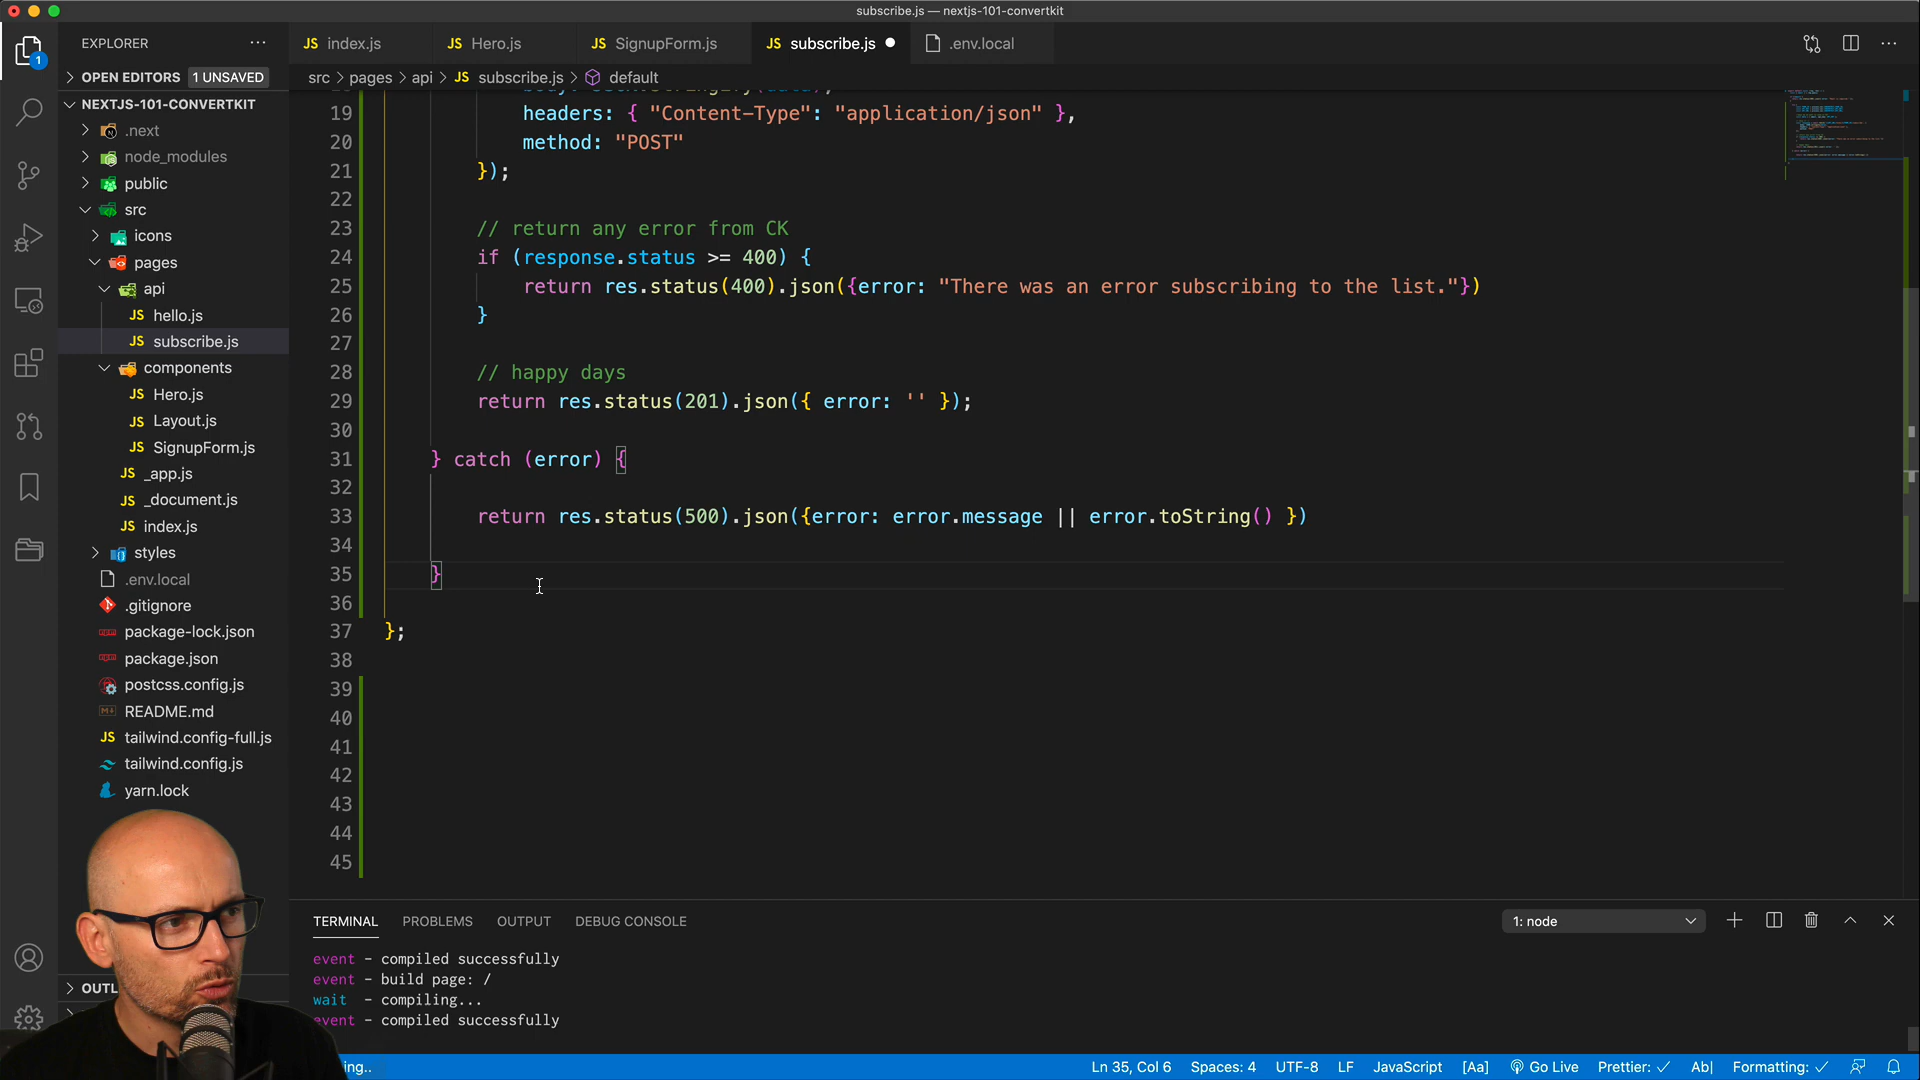 subscribe.js — nextjs-101-convertkit
EXPLORER
index.js
Hero.js
SignupForm.js
subscribe.js
.env.local
OPEN EDITORS 1 UNSAVED
src > pages > api > JS subscribe.js > default
NEXTJS-101-CONVERTKIT
.next
node_modules
public
src
icons
pages
api
hello.js
subscribe.js
components
Hero.js
Layout.js
SignupForm.js
_app.js
_document.js
index.js
styles
.env.local
.gitignore
package-lock.json
package.json
postcss.config.js
README.md
tailwind.config-full.js
tailwind.config.js
yarn.lock
19 headers: { "Content-Type": "application/json" },
20 method: "POST"
21 });
22
23 // return any error from CK
24 if (response.status >= 400) {
25 return res.status(400).json({error: "There was an error subscribing to the list."})
26 }
27
28 // happy days
29 return res.status(201).json({ error: '' });
30
31 } catch (error) {
32
33 return res.status(500).json({error: error.message || error.toString() })
34
35 }
36
37 };
38
39
40
41
42
43
44
45
TERMINAL PROBLEMS OUTPUT DEBUG CONSOLE 1: node
event - compiled successfully
event - build page: /
wait - compiling...
event - compiled successfully
Ln 35, Col 6 Spaces: 4 UTF-8 LF JavaScript [Aa] Go Live Prettier: ✓ Ab| Formatting: ✓